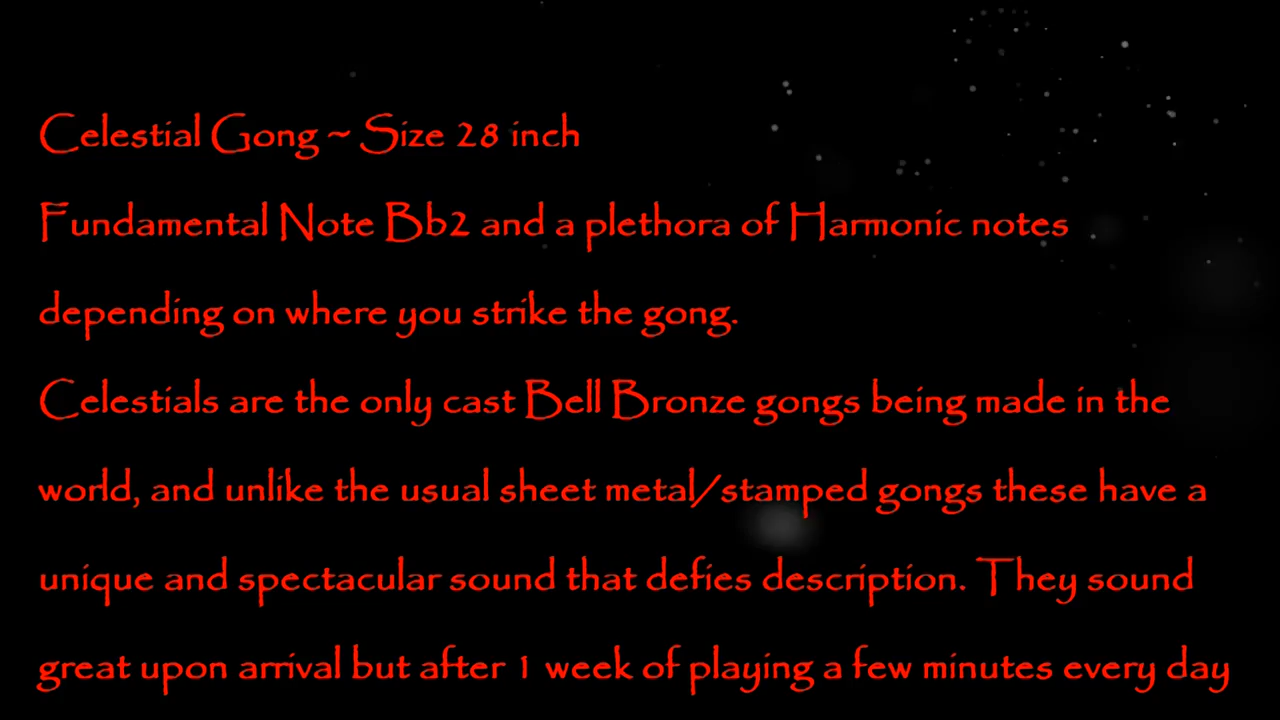 Celestial Gong ~ Size 28 inch
Fundamental Note Bb2 and a plethora of Harmonic notes
depending on where you strike the gong.
Celestials are the only cast Bell Bronze gongs being made in the
world, and unlike the usual sheet metal/stamped gongs these have a
unique and spectacular sound that defies description. They sound
great upon arrival but after 1 week of playing a few minutes every day